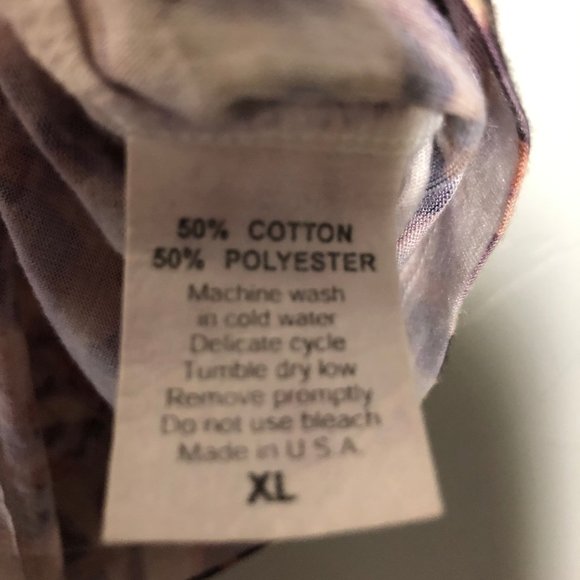 50% COTTON
50% POLYESTER
Machine wash
in cold water
Delicate cycle
Tumble dry low
Remove promptly
Do not use bleach
Made in U.S.A.
XL